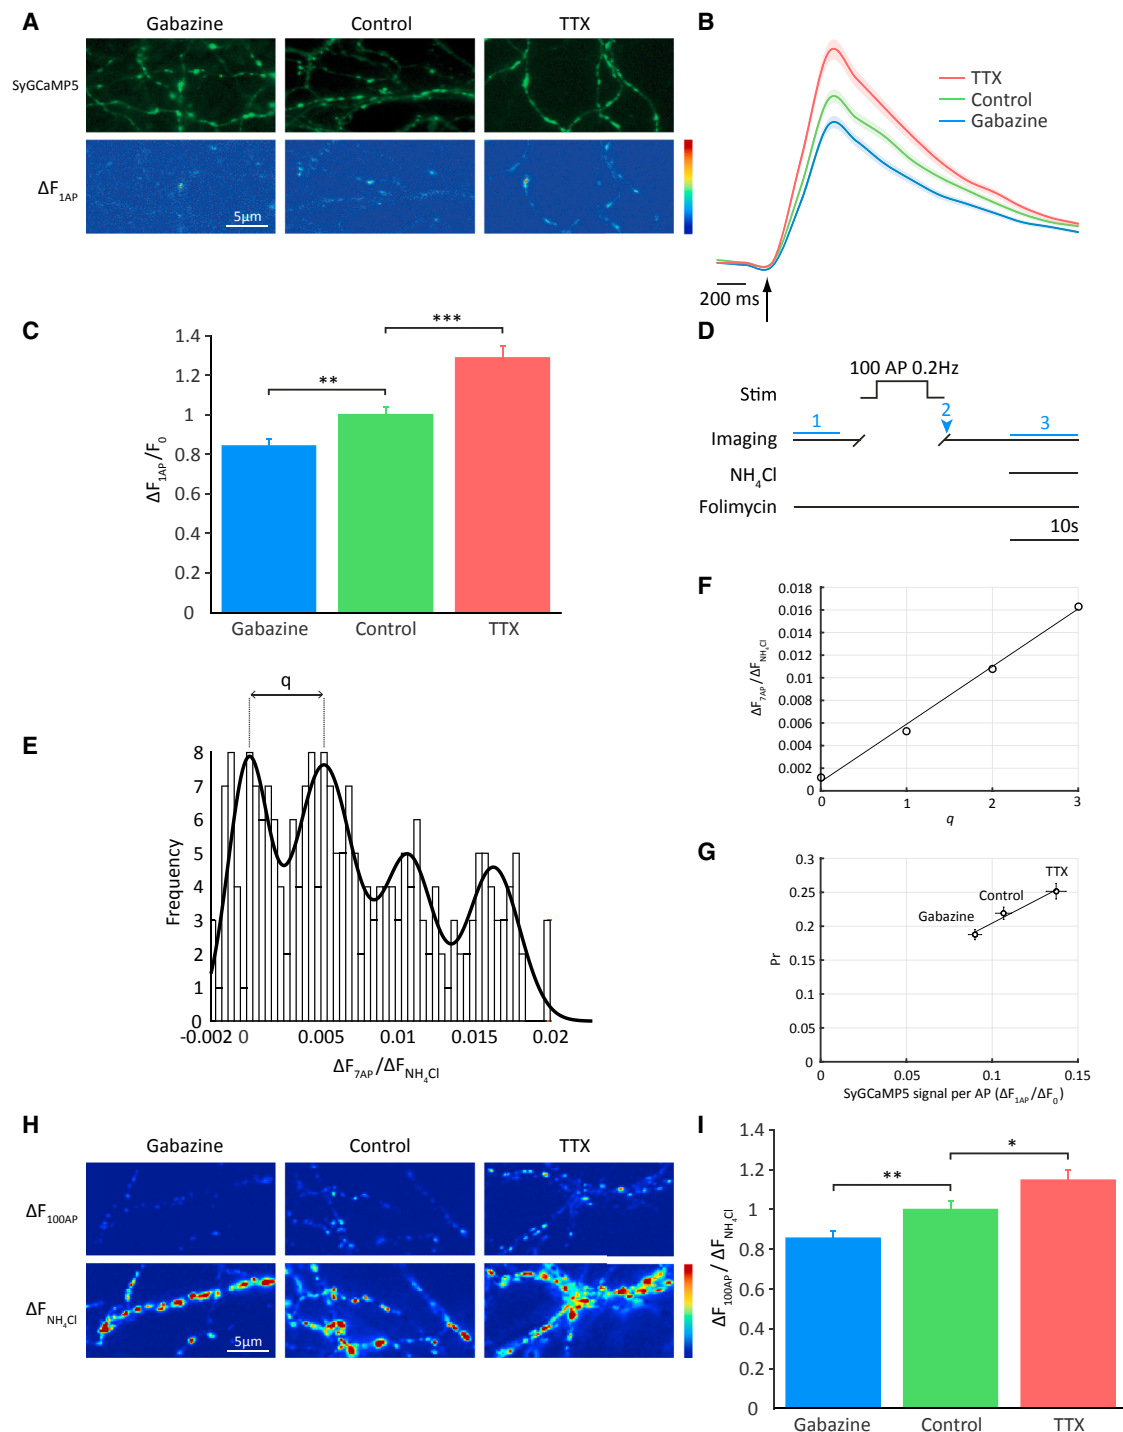 A
Gabazine
Control
TTX
SyGCaMP5
ΔF1AP
5µm
B
TTX
Control
Gabazine
200 ms
C
1.4
1.2
1
0.8
0.6
0.4
0.2
0
ΔF1AP/F0
**
***
Gabazine
Control
TTX
D
100 AP 0.2Hz
Stim
1
2
3
Imaging
NH4Cl
Folimycin
10s
E
q
8
7
6
5
4
3
2
1
0
Frequency
-0.002
0
0.005
0.01
0.015
0.02
ΔF7AP/ΔFNH4Cl
F
0.018
0.016
0.014
0.012
0.01
0.008
0.006
0.004
0.002
0
ΔF7AP/ΔFNH4Cl
0
1
2
3
q
G
0.3
0.25
0.2
0.15
0.1
0.05
0
Pr
Gabazine
Control
TTX
0
0.05
0.1
0.15
SyGCaMP5 signal per AP (ΔF1AP/ΔF0)
H
Gabazine
Control
TTX
ΔF100AP
ΔFNH4Cl
5µm
I
1.4
1.2
1
0.8
0.6
0.4
0.2
0
ΔF100AP/ΔFNH4Cl
**
*
Gabazine
Control
TTX